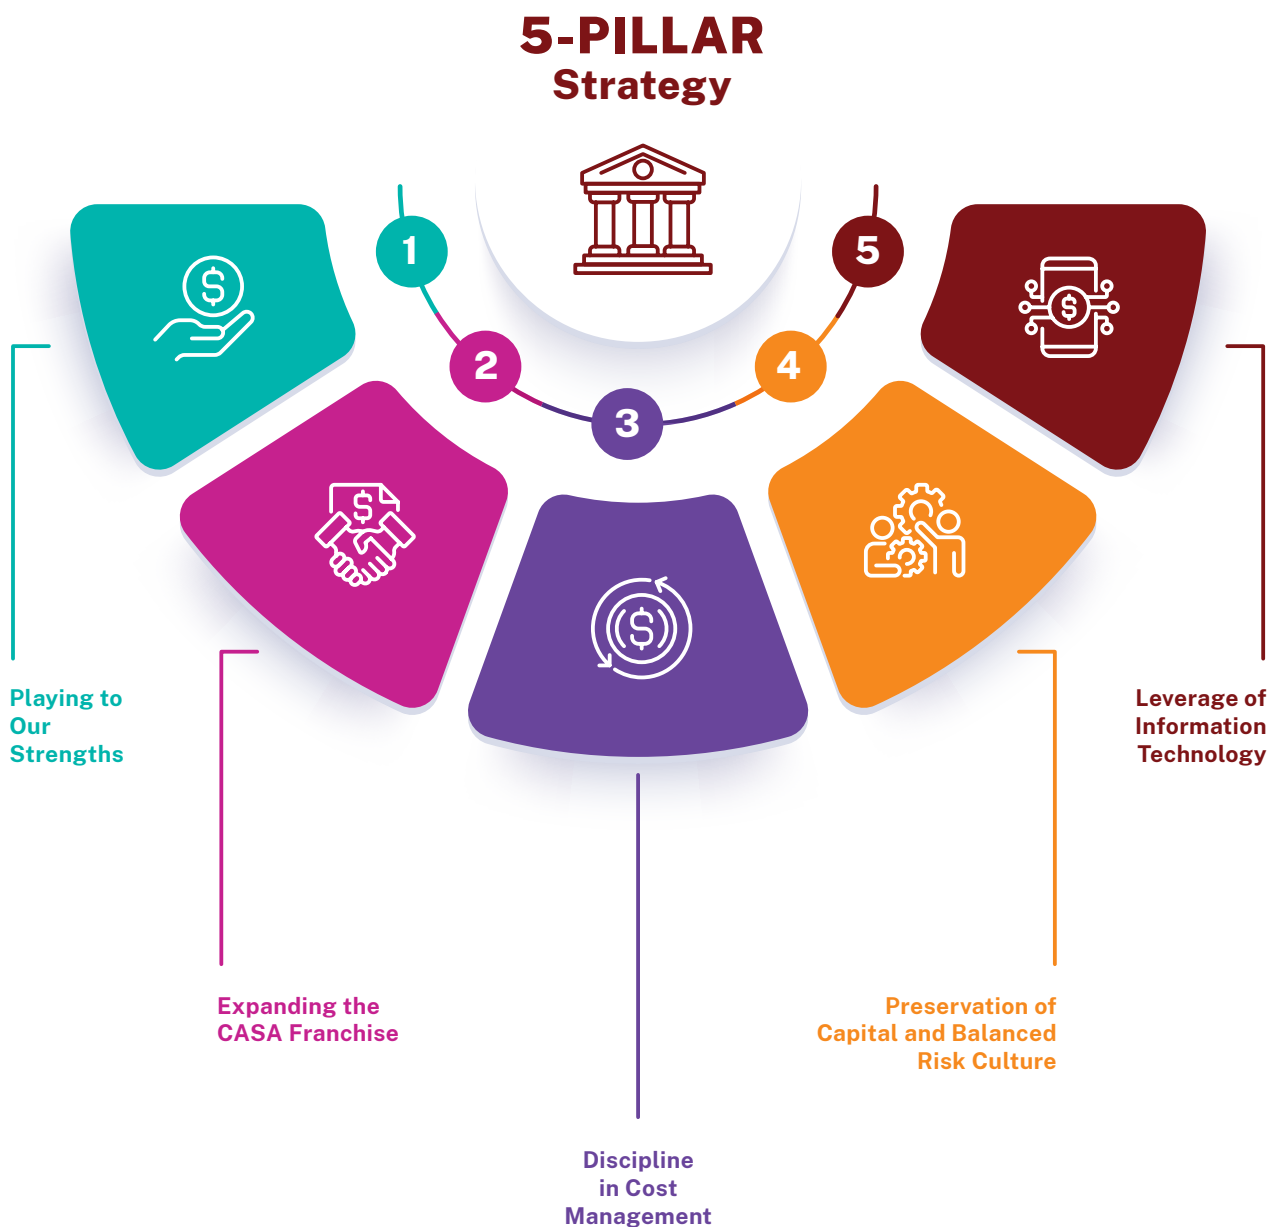 5-PILLAR
Strategy
1
2
3
4
5
Playing to
Our
Strengths
Expanding the
CASA Franchise
Discipline
in Cost
Management
Preservation of
Capital and Balanced
Risk Culture
Leverage of
Information
Technology
$
$
$
$